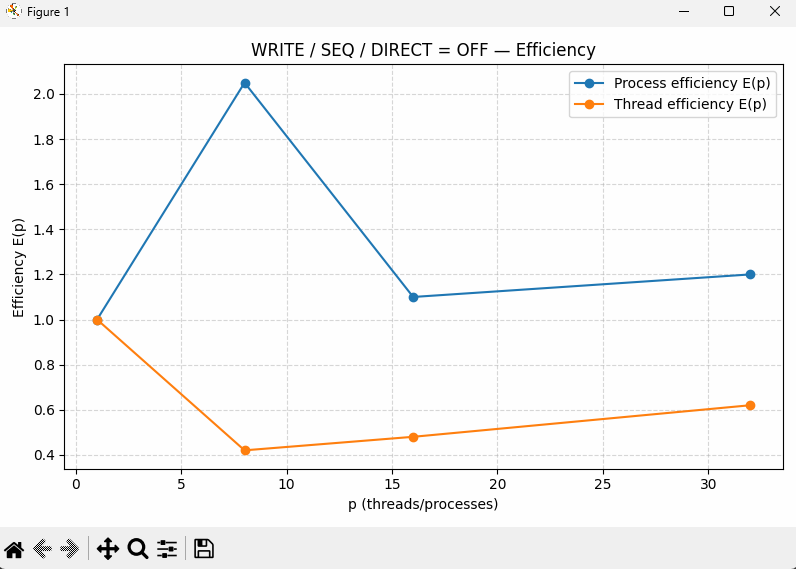 Figure 1
WRITE / SEQ / DIRECT = OFF — Efficiency
Process efficiency E(p)
Thread efficiency E(p)
Efficiency E(p)
2.0
1.8
1.6
1.4
1.2
1.0
0.8
0.6
0.4
0 5 10 15 20 25 30
p (threads/processes)